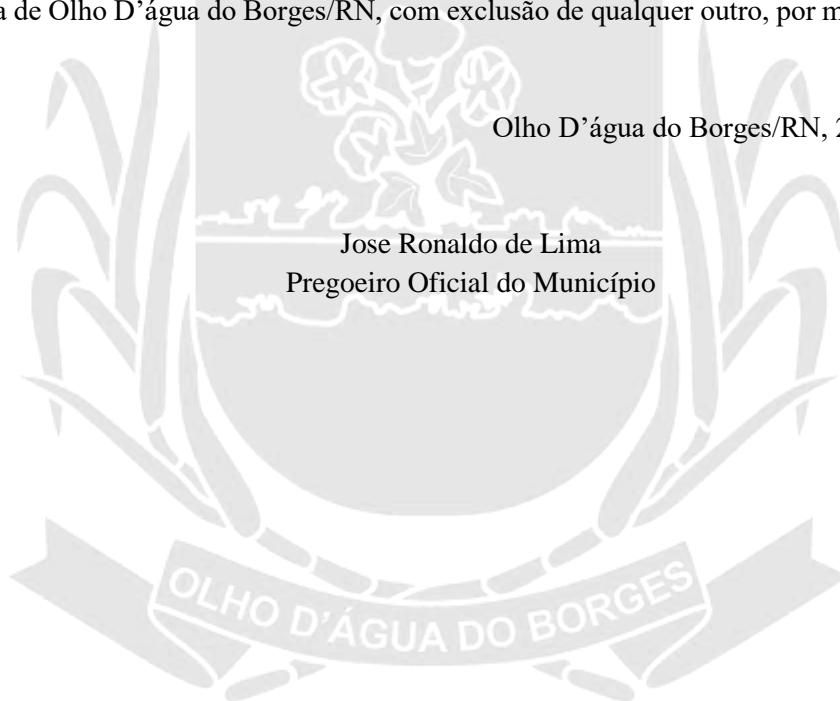 a de Olho D’água do Borges/RN, com exclusão de qualquer outro, por m
Olho D’água do Borges/RN, 2
Jose Ronaldo de Lima
Pregoeiro Oficial do Município
OLHO D’ÁGUA DO BORGES